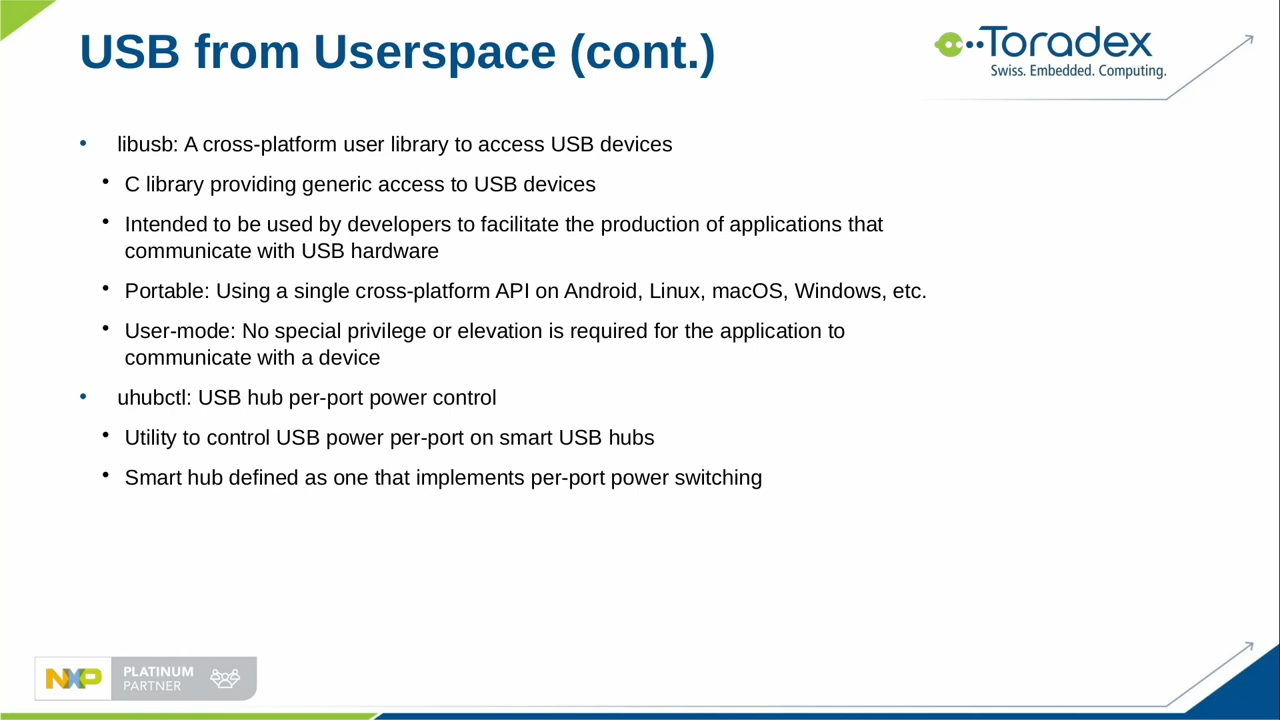 USB from Userspace (cont.)
Toradex
Swiss. Embedded. Computing.
• libusb: A cross-platform user library to access USB devices
• C library providing generic access to USB devices
• Intended to be used by developers to facilitate the production of applications that
communicate with USB hardware
• Portable: Using a single cross-platform API on Android, Linux, macOS, Windows, etc.
• User-mode: No special privilege or elevation is required for the application to
communicate with a device
• uhubctl: USB hub per-port power control
• Utility to control USB power per-port on smart USB hubs
• Smart hub defined as one that implements per-port power switching
NXP
PLATINUM
PARTNER